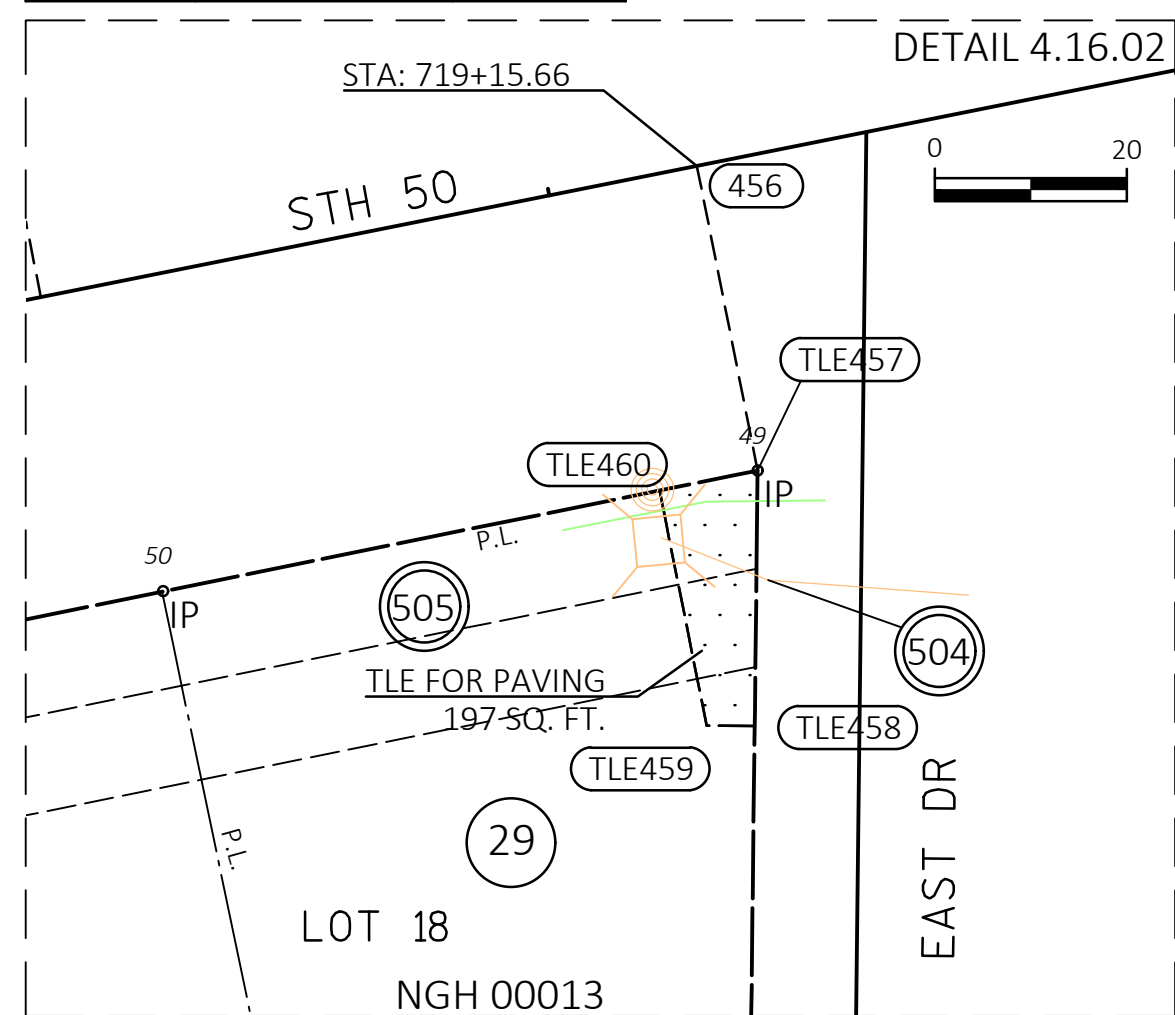 DETAIL 4.16.02
STA: 719+15.66
0 20
STH 50
456
TLE457
49
TLE460
IP
P.L.
50
IP
505
504
TLE FOR PAVING
197 SQ. FT.
TLE458
TLE459
29
P.L.
EAST DR
LOT 18
NGH 00013